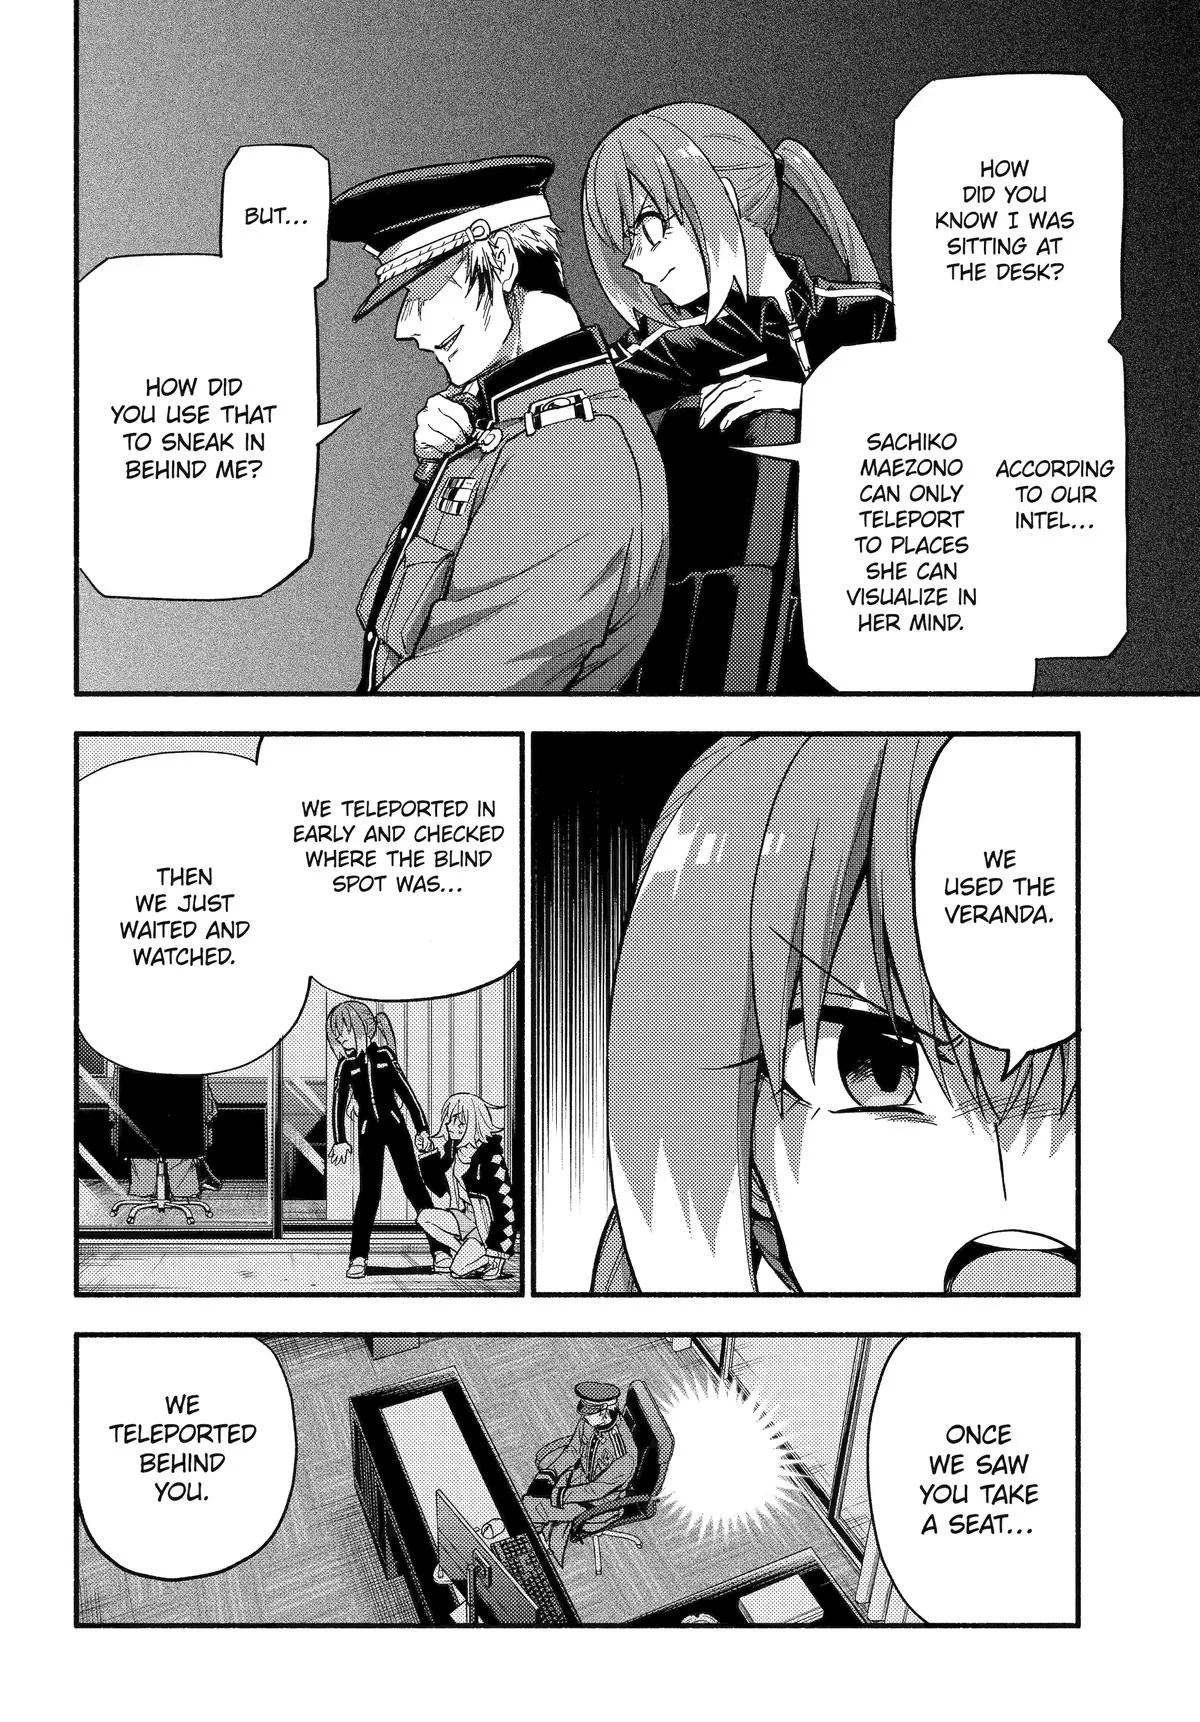 HOW
DID YOU
KNOW I WAS
SITTING AT
THE DESK?
ACCORDING
TO OUR
INTEL...
SACHIKO
MAEZONO
CAN ONLY
TELEPORT
TO PLACES
SHE CAN
VISUALIZE IN
HER MIND.
BUT...
HOW DID
YOU USE THAT
TO SNEAK IN
BEHIND ME?
WE
USED THE
VERANDA.
WE TELEPORTED IN
EARLY AND CHECKED
WHERE THE BLIND
SPOT WAS...
THEN
WE JUST
WAITED AND
WATCHED.
ONCE
WE SAW
YOU TAKE
A SEAT...
WE
TELEPORTED
BEHIND
YOU.